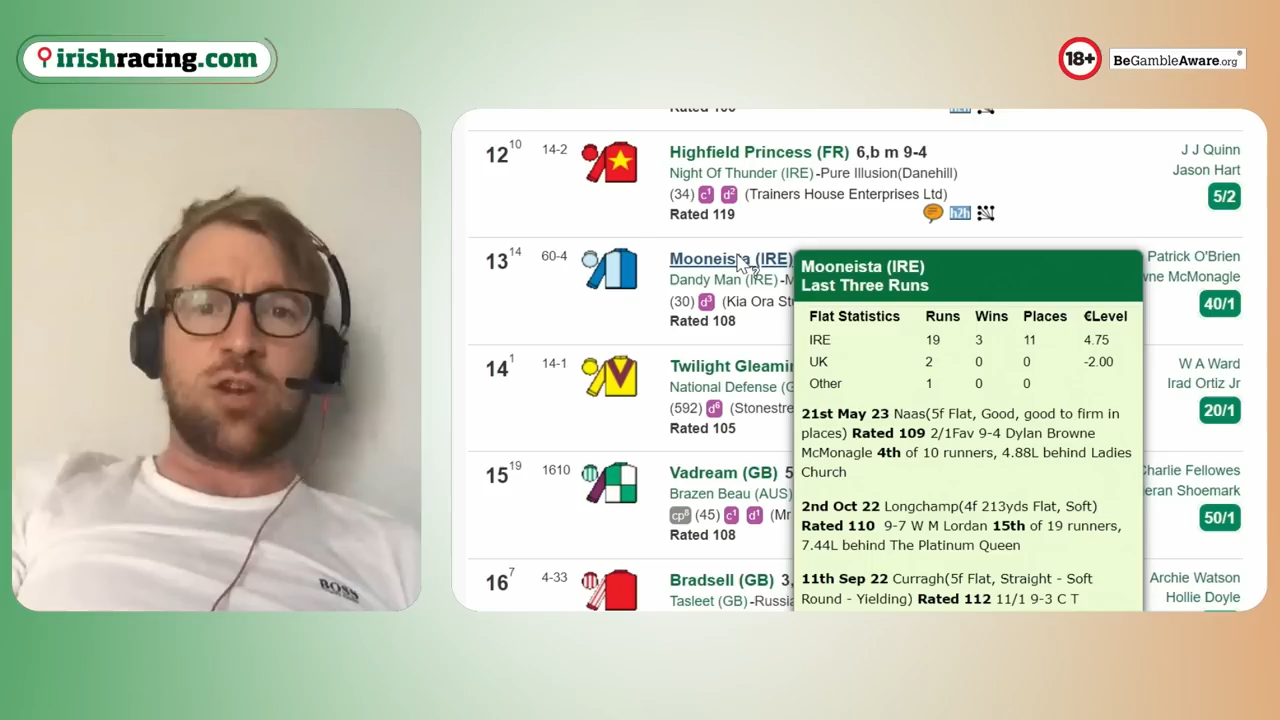 irishracing.com
18+
BeGambleAware.org®
12 10 14-2 Highfield Princess (FR) 6,b m 9-4 J J Quinn
Night Of Thunder (IRE)-Pure Illusion(Danehill) Jason Hart
(34) c1 d2 (Trainers House Enterprises Ltd) 5/2
Rated 119 h2h
13 14 60-4 Mooneista (IRE) Patrick O'Brien
Dandy Man (IRE)-M wne McMonagle
(30) d3 (Kia Ora St 40/1
Rated 108
14 1 14-1 Twilight Gleami W A Ward
National Defense (G Irad Ortiz Jr
(592) d6 (Stonestre 20/1
Rated 105
15 19 1610 Vadream (GB) 5 Charlie Fellowes
Brazen Beau (AUS) eran Shoemark
cp8 (45) c1 d1 (Mr 50/1
Rated 108
16 7 4-33 Bradsell (GB) 3, Archie Watson
Tasleet (GB)-Russia Hollie Doyle
Mooneista (IRE)
Last Three Runs
Flat Statistics Runs Wins Places €Level
IRE 19 3 11 4.75
UK 2 0 0 -2.00
Other 1 0 0
21st May 23 Naas(5f Flat, Good, good to firm in
places) Rated 109 2/1Fav 9-4 Dylan Browne
McMonagle 4th of 10 runners, 4.88L behind Ladies
Church
2nd Oct 22 Longchamp(4f 213yds Flat, Soft)
Rated 110 9-7 W M Lordan 15th of 19 runners,
7.44L behind The Platinum Queen
11th Sep 22 Curragh(5f Flat, Straight - Soft
Round - Yielding) Rated 112 11/1 9-3 C T
BOSS